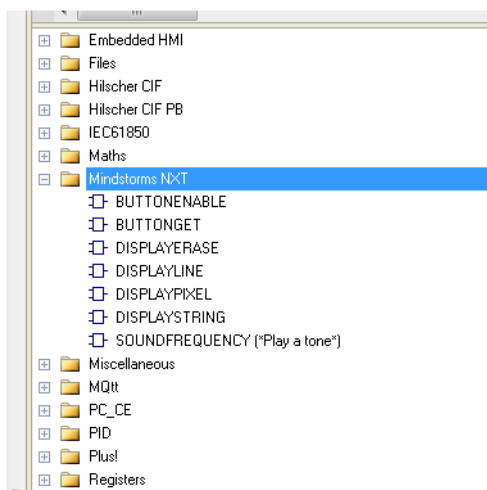 Embedded HMI
Files
Hilscher CIF
Hilscher CIF PB
IEC61850
Maths
Mindstorms NXT
BUTTONENABLE
BUTTONGET
DISPLAYERASE
DISPLAYLINE
DISPLAYPIXEL
DISPLAYSTRING
SOUNDFREQUENCY (*Play a tone*)
Miscellaneous
MQtt
PC_CE
PID
Plus!
Registers